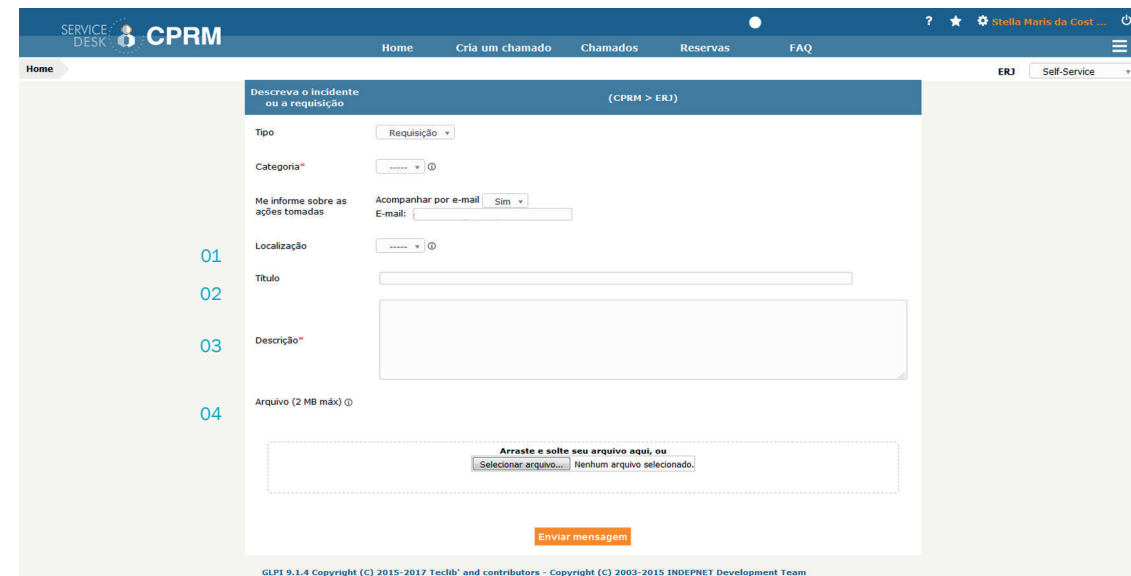 SERVICE
DESK CPRM
? Stella Maris da Cost ...
Home Cria um chamado Chamados Reservas FAQ
Home
ERJ Self-Service
Descreva o incidente
ou a requisição
(CPRM > ERJ)
Tipo Requisição
Categoria* -----
Me informe sobre as
ações tomadas
Acompanhar por e-mail Sim
E-mail:
01 Localização -----
02 Título
03 Descrição*
04 Arquivo (2 MB máx)
Arraste e solte seu arquivo aqui, ou
Selecionar arquivo... Nenhum arquivo selecionado.
Enviar mensagem
GLPI 9.1.4 Copyright (C) 2015-2017 Teclib' and contributors - Copyright (C) 2003-2015 INDEPNET Development Team